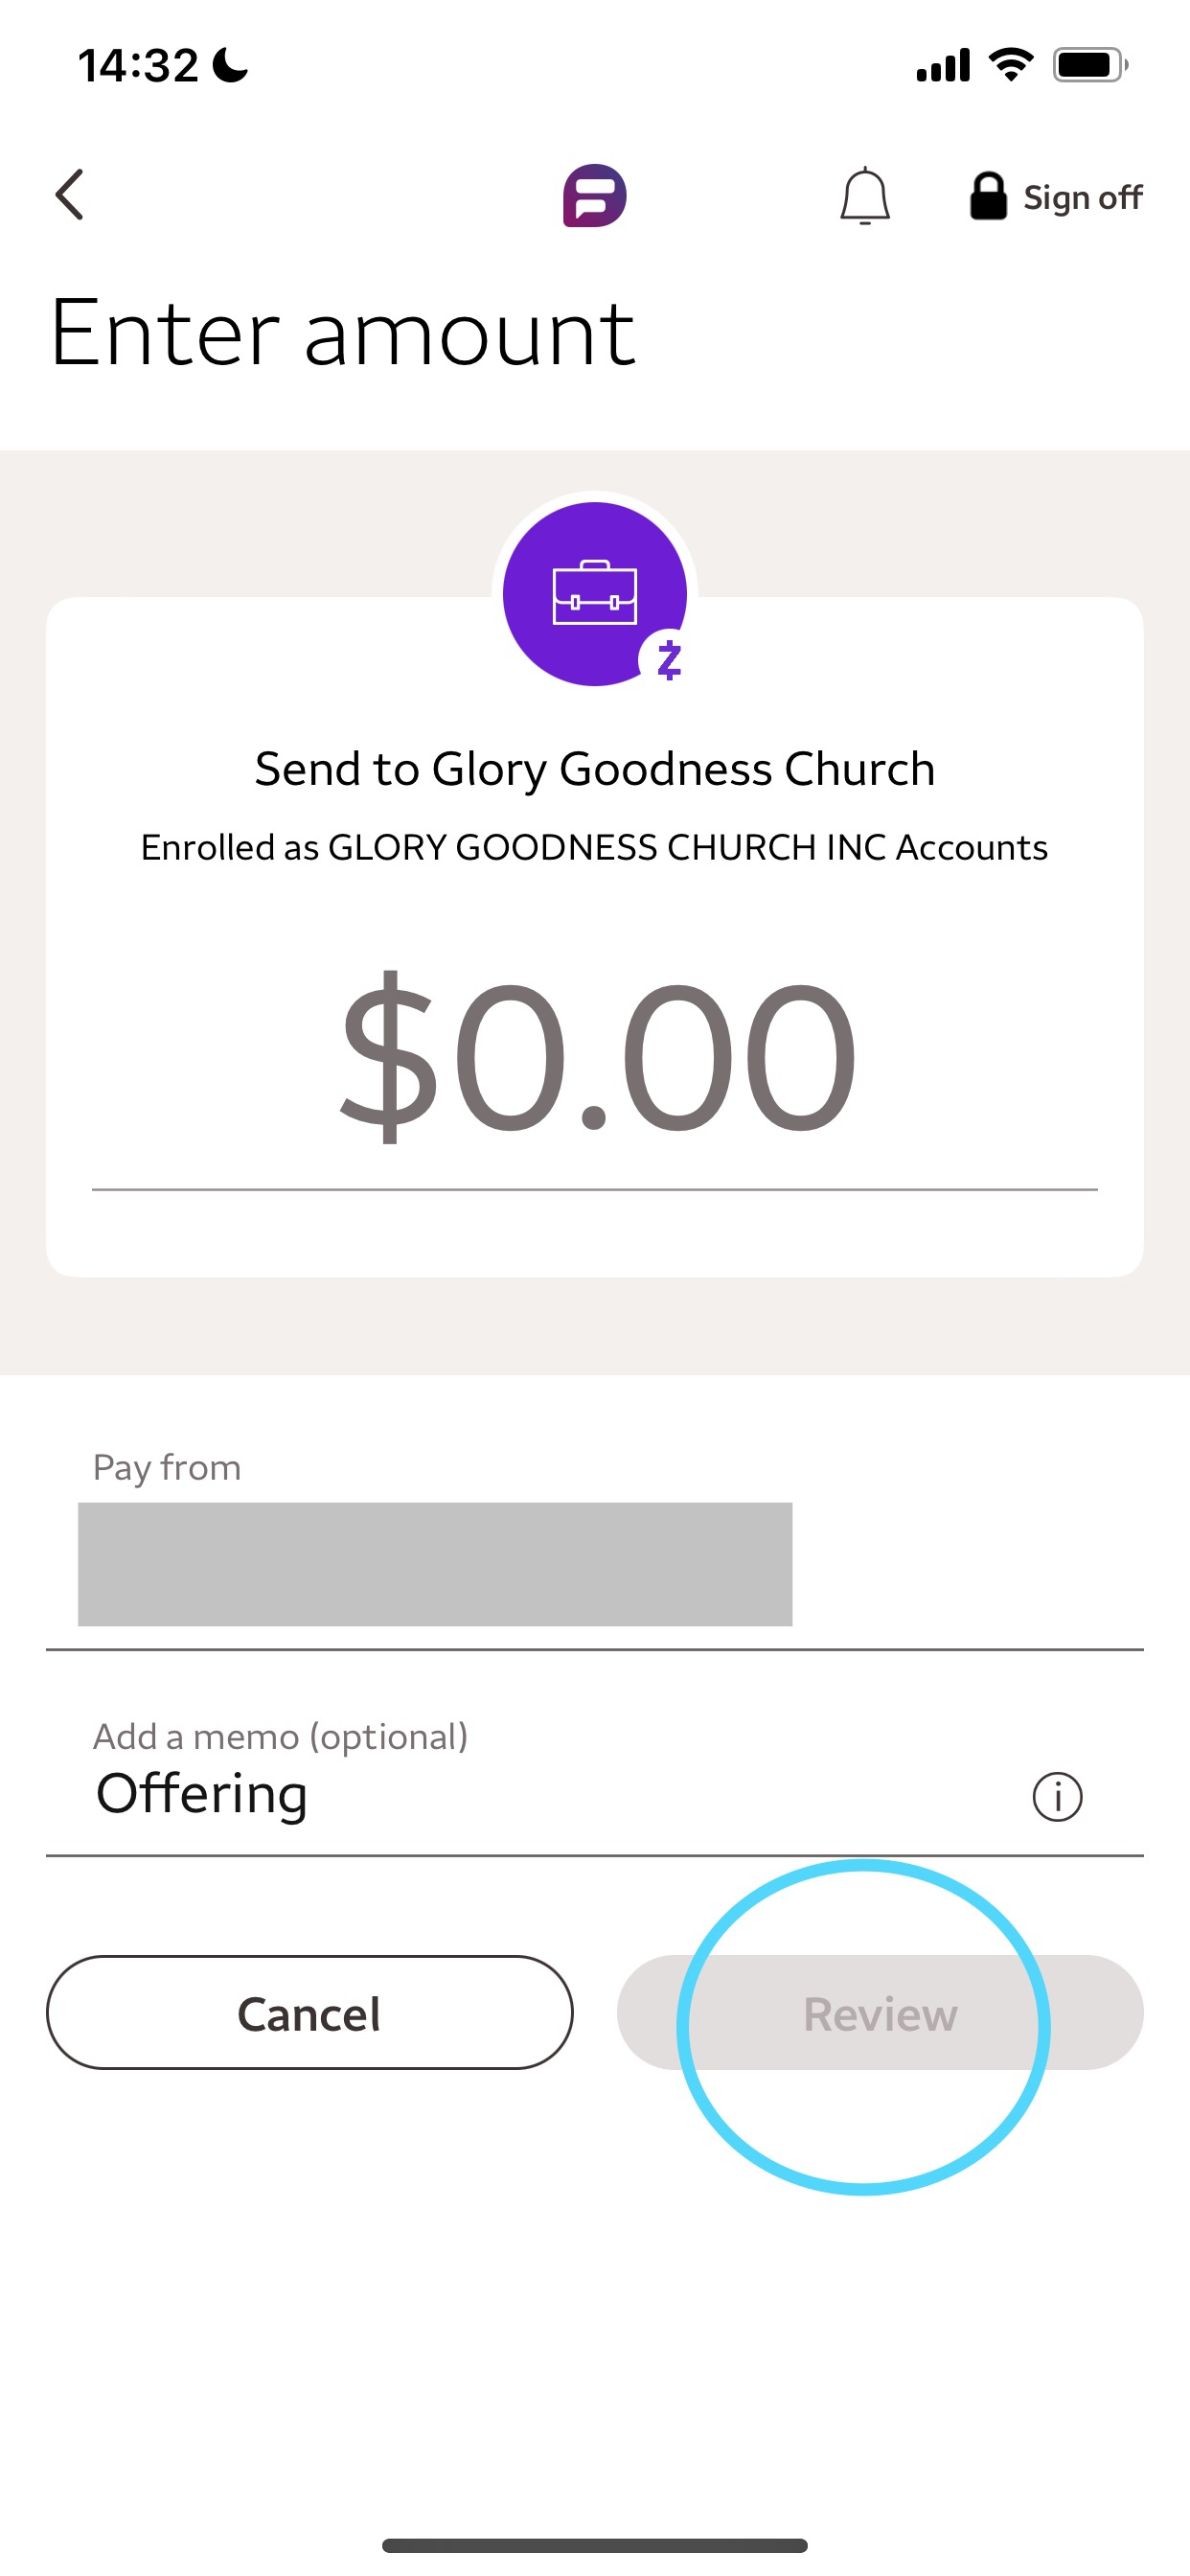 14:32
Sign off
Enter amount
Send to Glory Goodness Church
Enrolled as GLORY GOODNESS CHURCH INC Accounts
$0.00
Pay from
Add a memo (optional)
Offering
Cancel
Review